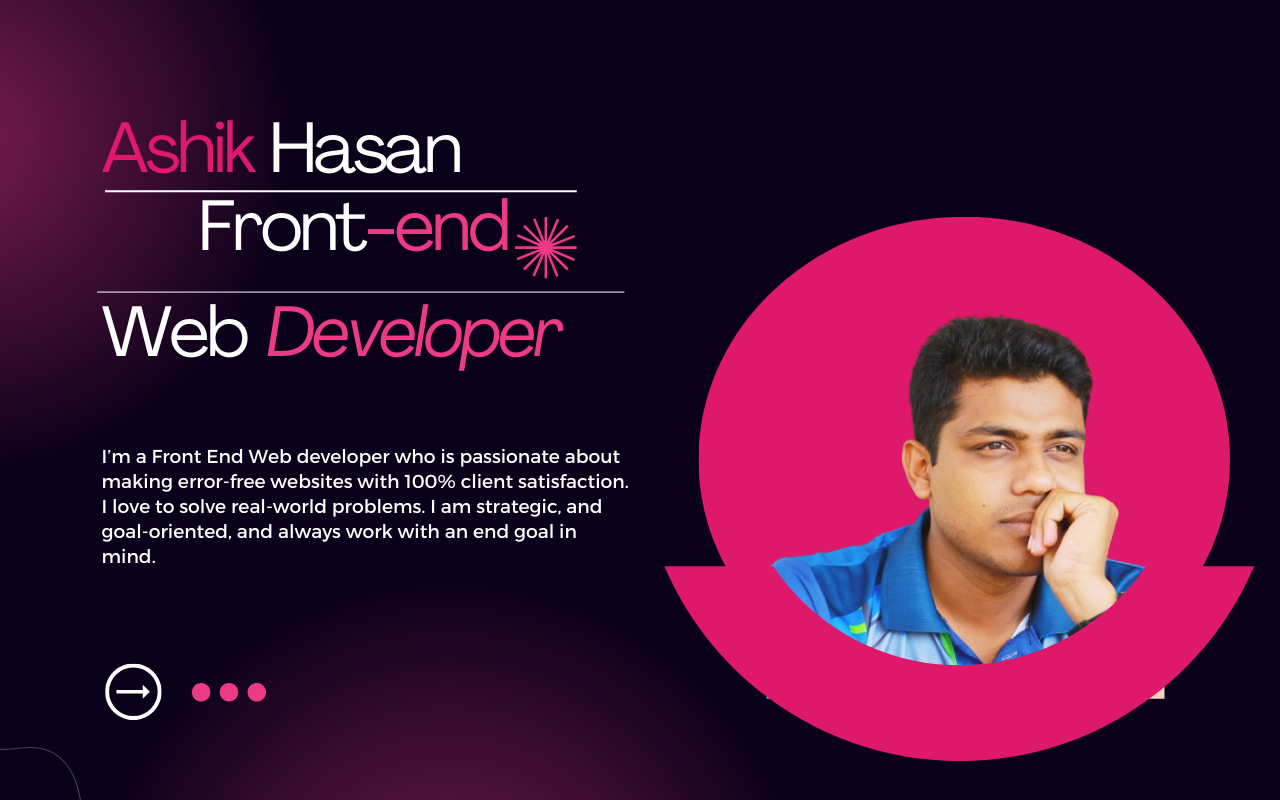 Ashik Hasan
Front-end
Web Developer
I'm a Front End Web developer who is passionate about
making error-free websites with 100% client satisfaction.
I love to solve real-world problems. I am strategic, and
goal-oriented, and always work with an end goal in
mind.